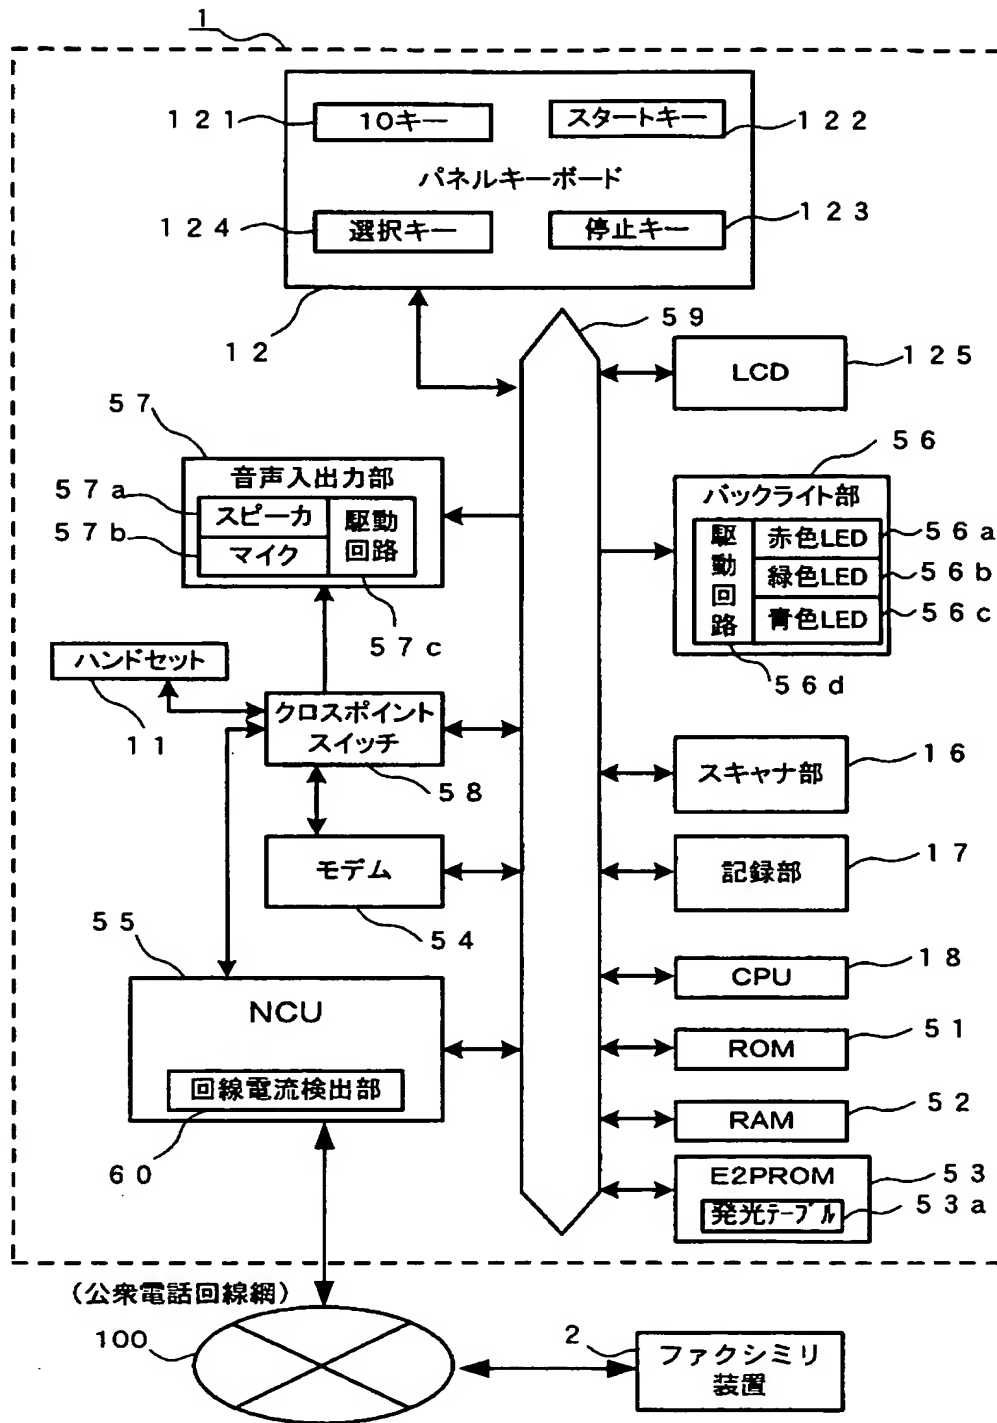 1
121
10キー
スタートキー
122
パネルキーボード
124
選択キー
停止キー
123
12
59
LCD
125
57
音声入出力部
57a
スピーカ
57b
マイク
駆動
回路
57c
56
バックライト部
駆動回路
赤色LED
56a
緑色LED
56b
青色LED
56c
56d
ハンドセット
11
クロスポイント
スイッチ
58
スキャナ部
16
モデム
54
記録部
17
55
NCU
回線電流検出部
60
CPU
18
ROM
51
RAM
52
E2PROM
53
発光テーブル
53a
(公衆電話回線網)
100
2
ファクシミリ
装置